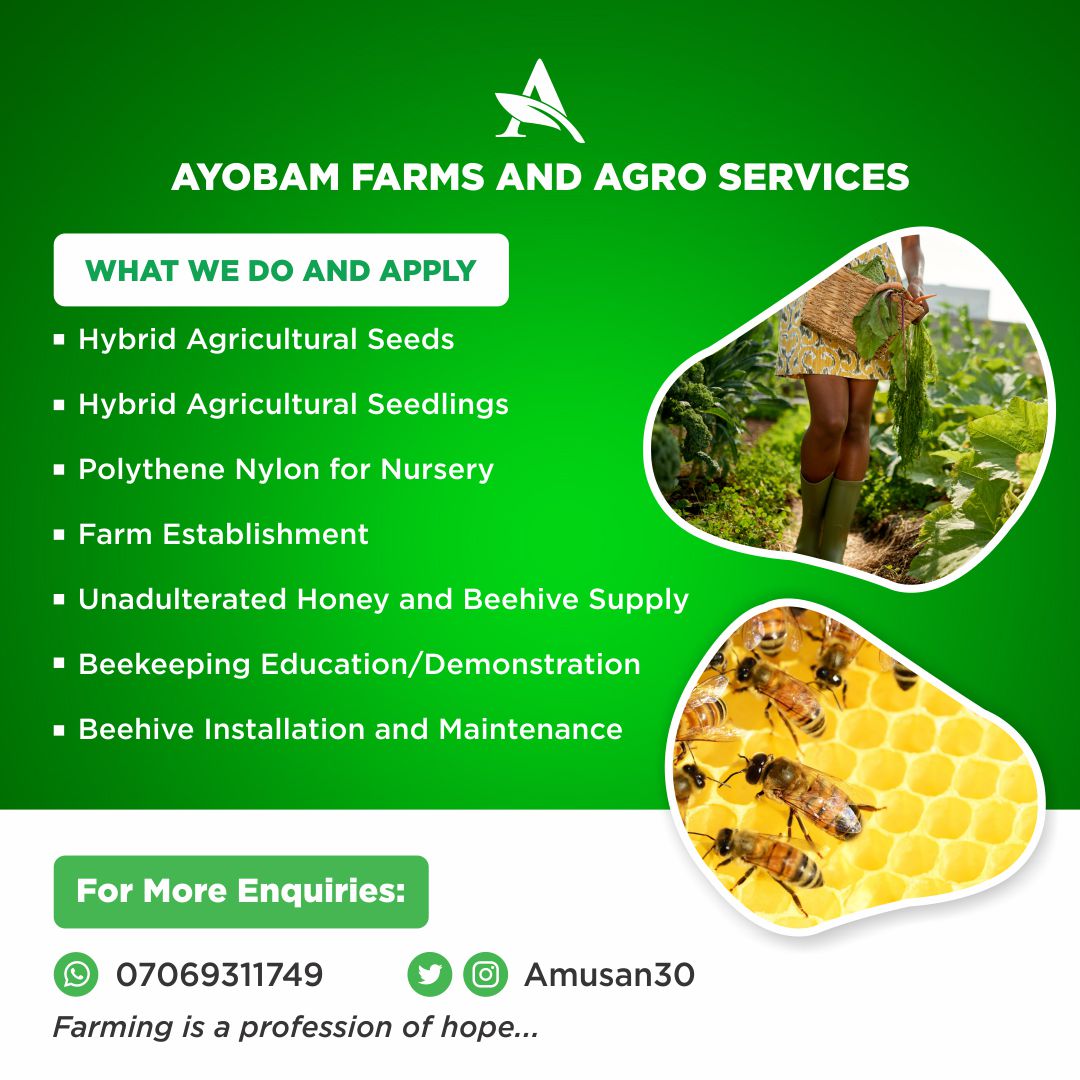 AYOBAM FARMS AND AGRO SERVICES
WHAT WE DO AND APPLY
Hybrid Agricultural Seeds
Hybrid Agricultural Seedlings
Polythene Nylon for Nursery
Farm Establishment
Unadulterated Honey and Beehive Supply
Beekeeping Education/Demonstration
Beehive Installation and Maintenance
For More Enquiries:
07069311749 Amusan30
Farming is a profession of hope...